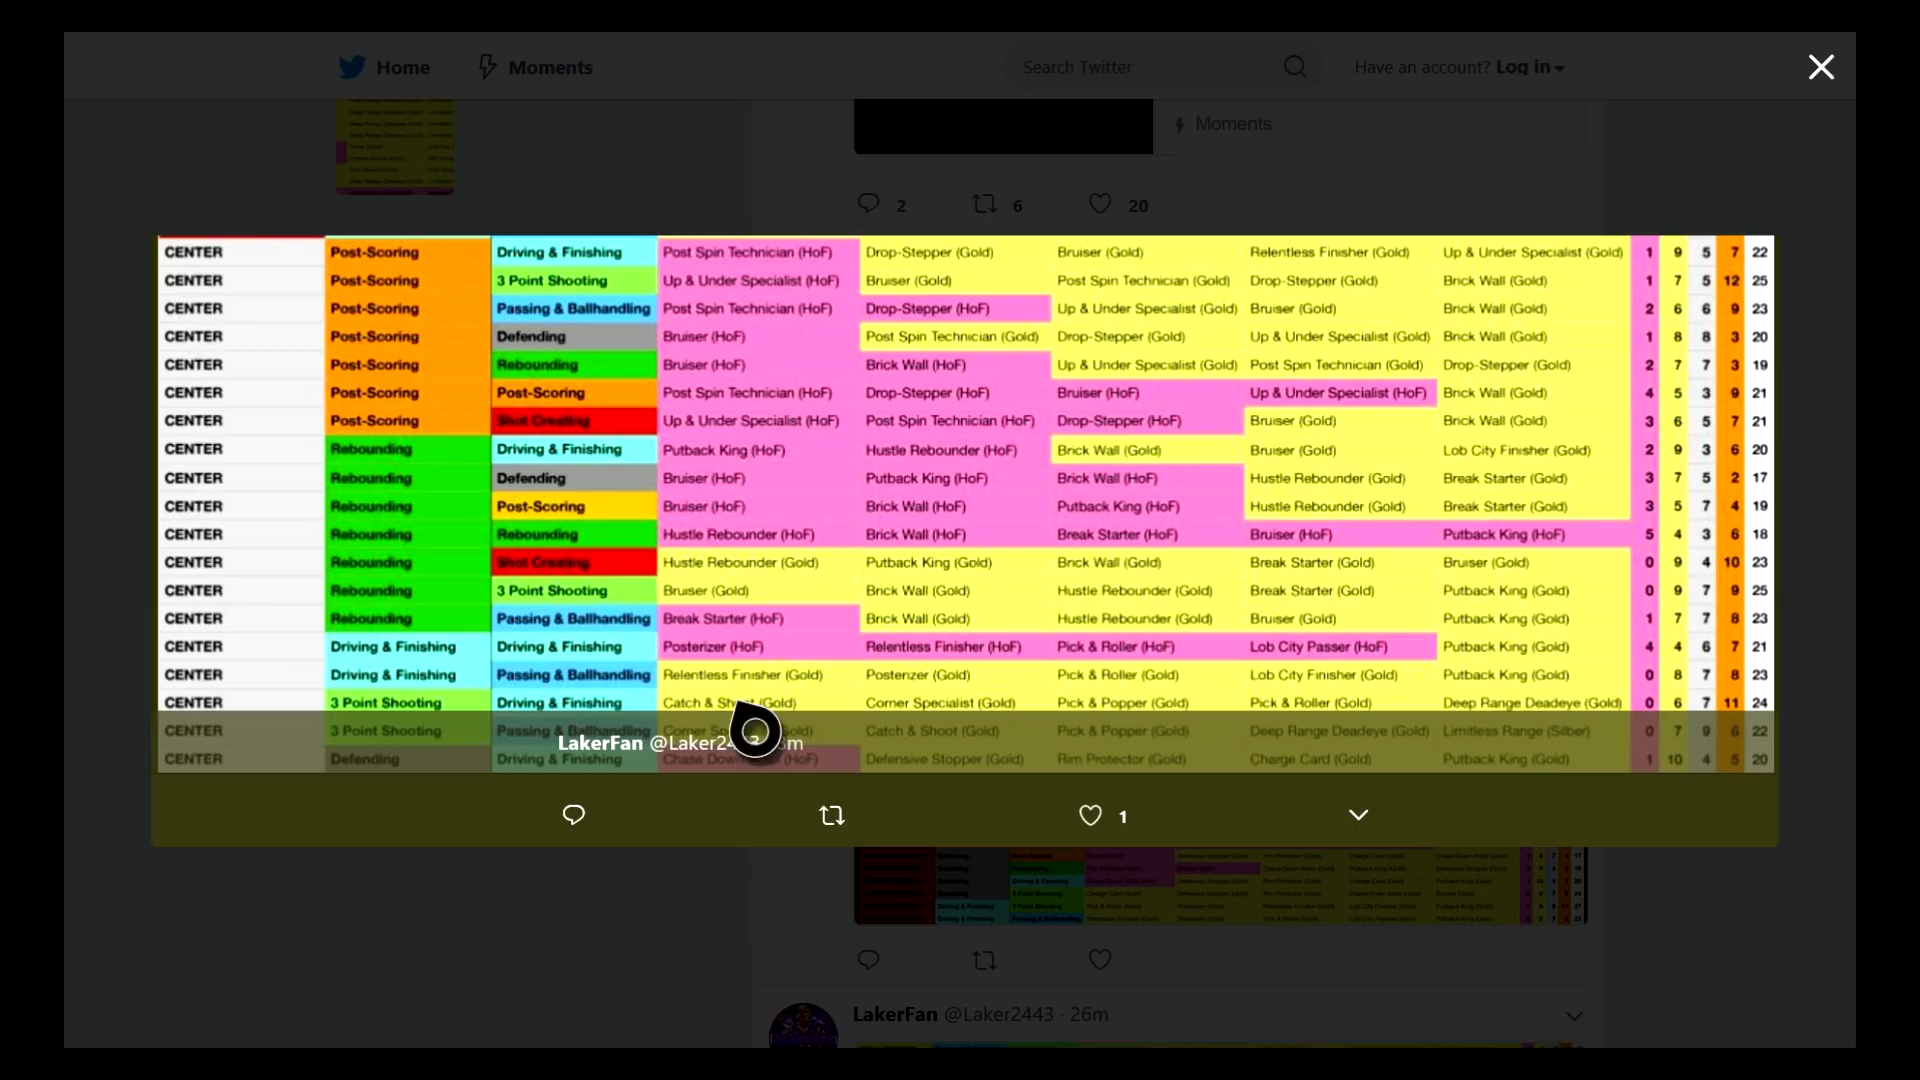 Home Moments Search Twitter Have an account? Log in
Moments
2 6 20
CENTER Post-Scoring Driving & Finishing Post Spin Technician (HoF) Drop-Stepper (Gold) Bruiser (Gold) Relentless Finisher (Gold) Up & Under Specialist (Gold) 1 9 5 7 22
CENTER Post-Scoring 3 Point Shooting Up & Under Specialist (HoF) Bruiser (Gold) Post Spin Technician (Gold) Drop-Stepper (Gold) Brick Wall (Gold) 1 7 5 12 25
CENTER Post-Scoring Passing & Ballhandling Post Spin Technician (HoF) Drop-Stepper (HoF) Up & Under Specialist (Gold) Bruiser (Gold) Brick Wall (Gold) 2 6 6 9 23
CENTER Post-Scoring Defending Bruiser (HoF) Post Spin Technician (Gold) Drop-Stepper (Gold) Up & Under Specialist (Gold) Brick Wall (Gold) 1 8 8 3 20
CENTER Post-Scoring Rebounding Bruiser (HoF) Brick Wall (HoF) Up & Under Specialist (Gold) Post Spin Technician (Gold) Drop-Stepper (Gold) 2 7 7 3 19
CENTER Post-Scoring Post-Scoring Post Spin Technician (HoF) Drop-Stepper (HoF) Bruiser (HoF) Up & Under Specialist (HoF) Brick Wall (Gold) 4 5 3 9 21
CENTER Post-Scoring Shot Creating Up & Under Specialist (HoF) Post Spin Technician (HoF) Drop-Stepper (HoF) Bruiser (Gold) Brick Wall (Gold) 3 6 5 7 21
CENTER Rebounding Driving & Finishing Putback King (HoF) Hustle Rebounder (HoF) Brick Wall (Gold) Bruiser (Gold) Lob City Finisher (Gold) 2 9 3 6 20
CENTER Rebounding Defending Bruiser (HoF) Putback King (HoF) Brick Wall (HoF) Hustle Rebounder (Gold) Break Starter (Gold) 3 7 5 2 17
CENTER Rebounding Post-Scoring Bruiser (HoF) Brick Wall (HoF) Putback King (HoF) Hustle Rebounder (Gold) Break Starter (Gold) 3 5 7 4 19
CENTER Rebounding Rebounding Hustle Rebounder (HoF) Brick Wall (HoF) Break Starter (HoF) Bruiser (HoF) Putback King (HoF) 5 4 3 6 18
CENTER Rebounding Shot Creating Hustle Rebounder (Gold) Putback King (Gold) Brick Wall (Gold) Break Starter (Gold) Bruiser (Gold) 0 9 4 10 23
CENTER Rebounding 3 Point Shooting Bruiser (Gold) Brick Wall (Gold) Hustle Rebounder (Gold) Break Starter (Gold) Putback King (Gold) 0 9 7 9 25
CENTER Rebounding Passing & Ballhandling Break Starter (HoF) Brick Wall (Gold) Hustle Rebounder (Gold) Bruiser (Gold) Putback King (Gold) 1 7 7 8 23
CENTER Driving & Finishing Driving & Finishing Posterizer (HoF) Relentless Finisher (HoF) Pick & Roller (HoF) Lob City Passer (HoF) Putback King (Gold) 4 4 6 7 21
CENTER Driving & Finishing Passing & Ballhandling Relentless Finisher (Gold) Posterizer (Gold) Pick & Roller (Gold) Lob City Finisher (Gold) Putback King (Gold) 0 8 7 8 23
CENTER 3 Point Shooting Driving & Finishing Catch & (Gold) Corner Specialist (Gold) Pick & Popper (Gold) Pick & Roller (Gold) Deep Range Deadeye (Gold) 0 6 7 11 24
CENTER 3 Point Shooting Passing & Ballhandling Corner Catch & Shoot (Gold) Pick & Popper (Gold) Deep Range Deadeye (Gold) Limitless Range (Silber) 0 7 9 6 22
LakerFan
CENTER Defending Driving & Finishing Chase Down (HoF) Defensive Stopper (Gold) Rim Protector (Gold) Charge Card (Gold) Putback King (Gold) 1 10 4 5 20
1
LakerFan @Laker2443 · 26m